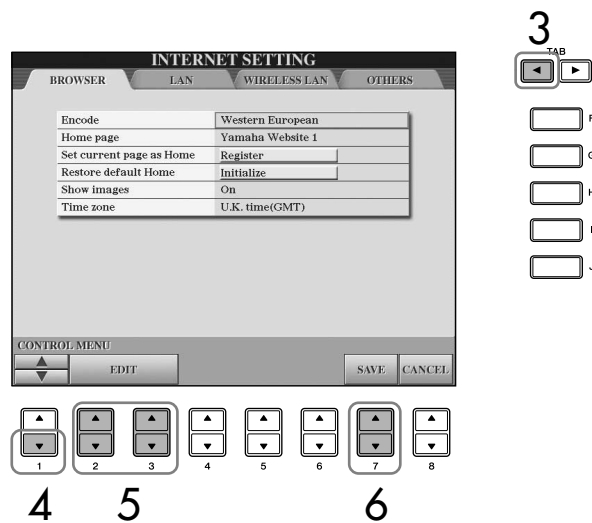 3
TAB
INTERNET SETTING
BROWSER LAN WIRELESS LAN OTHERS
Encode Western European
Home page Yamaha Website 1
Set current page as Home Register
Restore default Home Initialize
Show images On
Time zone U.K. time(GMT)
CONTROL MENU
EDIT SAVE CANCEL
1 2 3 4 5 6 7 8
4 5 6